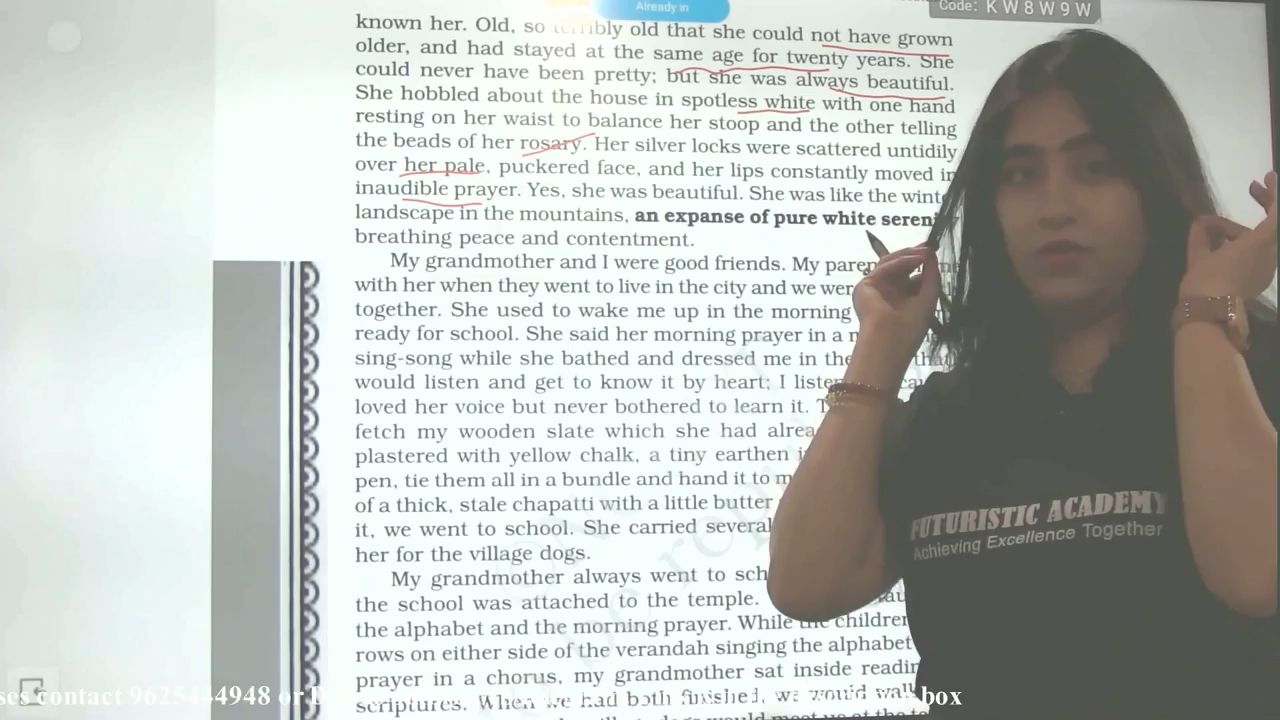 Already in
Code: K W 8 W 9 W
known her. Old, so terribly old that she could not have grown
older, and had stayed at the same age for twenty years. She
could never have been pretty; but she was always beautiful.
She hobbled about the house in spotless white with one hand
resting on her waist to balance her stoop and the other telling
the beads of her rosary. Her silver locks were scattered untidily
over her pale, puckered face, and her lips constantly moved in
inaudible prayer. Yes, she was beautiful. She was like the
landscape in the mountains, an expanse of pure white
breathing peace and contentment.
My grandmother and I were good friends. My
with her when they went to live in the city and we
together. She used to wake me up in the morning
ready for school. She said her morning prayer in a
sing-song while she bathed and dressed me in the
would listen and get to know it by heart; I
loved her voice but never bothered to learn it.
fetch my wooden slate which she had
plastered with yellow chalk, a tiny earthen
pen, tie them all in a bundle and hand it to
of a thick, stale chapatti with a little butter
it, we went to school. She carried several
her for the village dogs.
My grandmother always went to
the school was attached to the temple.
the alphabet and the morning prayer. While the children
rows on either side of the verandah singing the alphabet
prayer in a chorus, my grandmother sat inside
scriptures. When we had both finished, we would
FUTURISTIC ACADEMY
Achieving Excellence Together
contact 9625444948 or
box